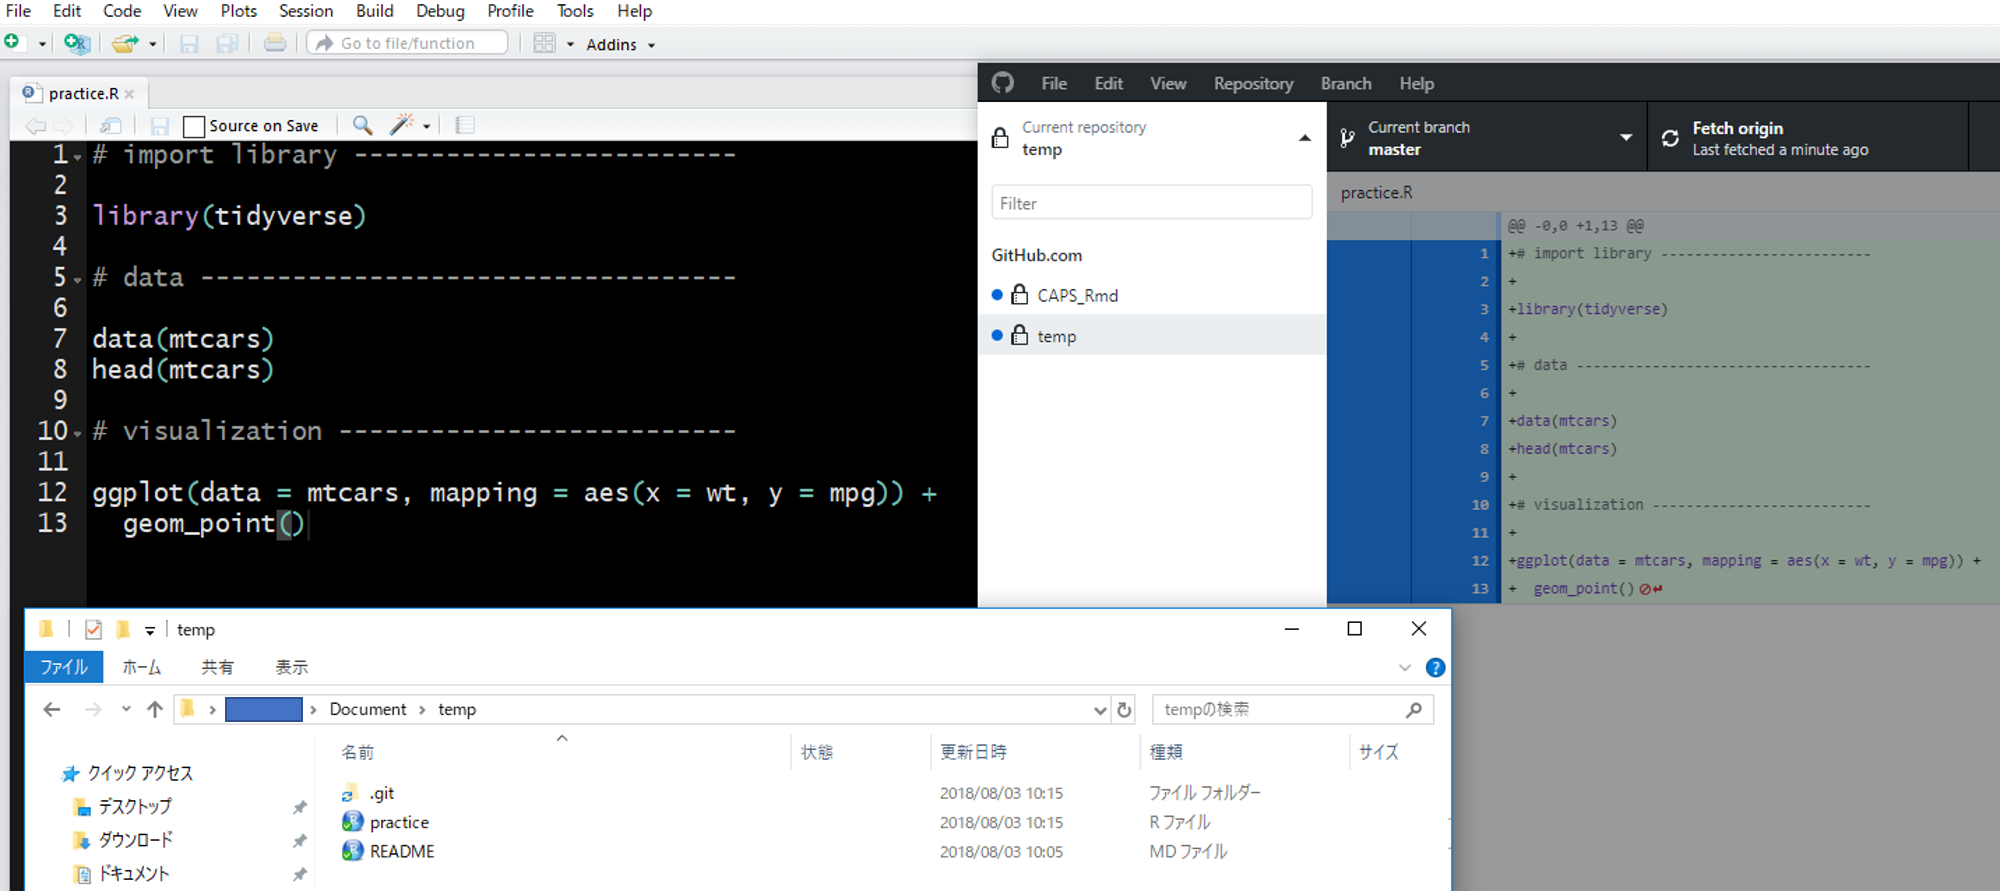 File Edit Code View Plots Session Build Debug Profile Tools Help
Go to file/function Addins
practice.R
Source on Save
1 # import library -------------------------
2
3 library(tidyverse)
4
5 # data -----------------------------------
6
7 data(mtcars)
8 head(mtcars)
9
10 # visualization --------------------------
11
12 ggplot(data = mtcars, mapping = aes(x = wt, y = mpg)) +
13 geom_point()
File Edit View Repository Branch Help
Current repository
temp
Current branch
master
Fetch origin
Last fetched a minute ago
Filter
GitHub.com
CAPS_Rmd
temp
practice.R
@@ -0,0 +1,13 @@
1 +# import library -------------------------
2 +
3 +library(tidyverse)
4 +
5 +# data -----------------------------------
6 +
7 +data(mtcars)
8 +head(mtcars)
9 +
10 +# visualization --------------------------
11 +
12 +ggplot(data = mtcars, mapping = aes(x = wt, y = mpg)) +
13 + geom_point()
temp
ファイル ホーム 共有 表示
Document temp
tempの検索
名前 状態 更新日時 種類 サイズ
クイック アクセス
デスクトップ
ダウンロード
ドキュメント
.git 2018/08/03 10:15 ファイル フォルダー
practice 2018/08/03 10:15 R ファイル
README 2018/08/03 10:05 MD ファイル